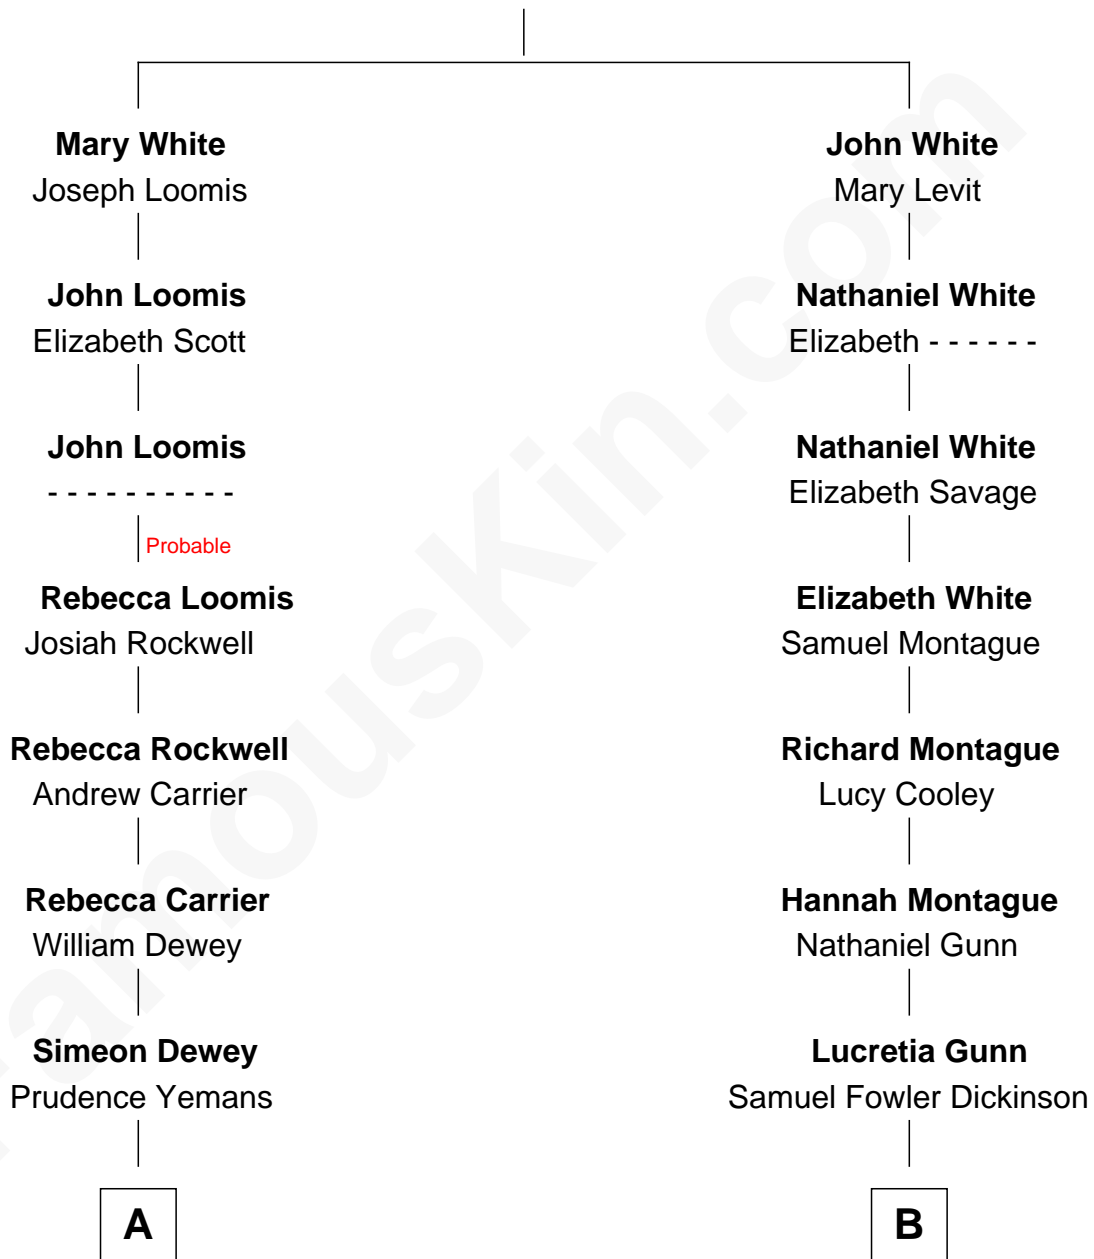 Mary White
Joseph Loomis
John White
Mary Levit
John Loomis
Elizabeth Scott
Nathaniel White
Elizabeth - - - - - -
John Loomis
- - - - - - - - - -
Nathaniel White
Elizabeth Savage
Probable
Rebecca Loomis
Josiah Rockwell
Elizabeth White
Samuel Montague
Rebecca Rockwell
Andrew Carrier
Richard Montague
Lucy Cooley
Rebecca Carrier
William Dewey
Hannah Montague
Nathaniel Gunn
Simeon Dewey
Prudence Yemans
Lucretia Gunn
Samuel Fowler Dickinson
A
B
FamousKin.com